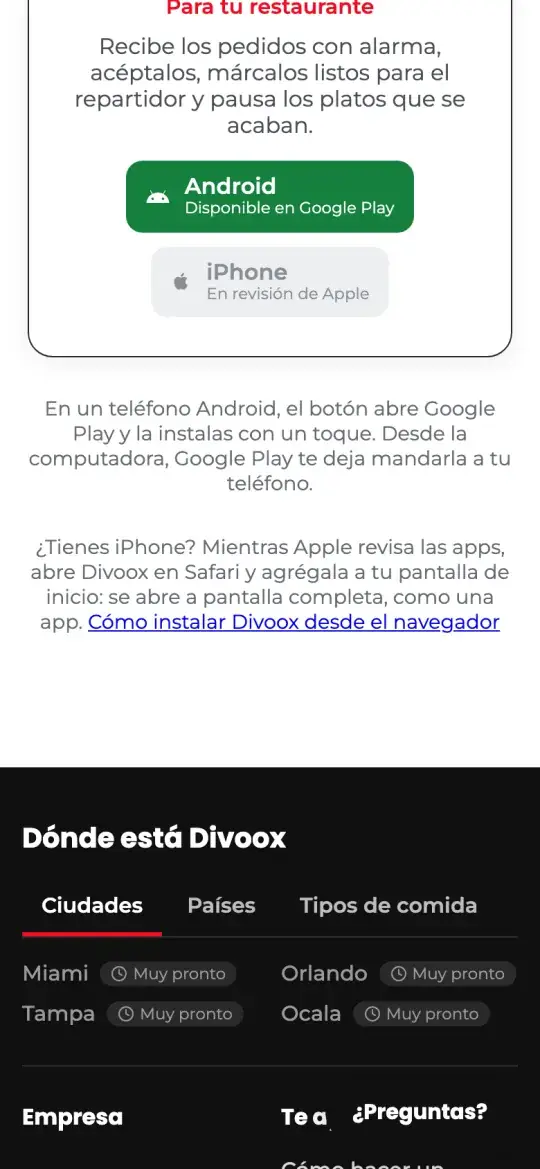 Para tu restaurante
Recibe los pedidos con alarma,
acéptalos, márcalos listos para el
repartidor y pausa los platos que se
acaban.
Android
Disponible en Google Play
iPhone
En revisión de Apple
En un teléfono Android, el botón abre Google
Play y la instalas con un toque. Desde la
computadora, Google Play te deja mandarla a tu
teléfono.
¿Tienes iPhone? Mientras Apple revisa las apps,
abre Divoox en Safari y agrégala a tu pantalla de
inicio: se abre a pantalla completa, como una
app. Cómo instalar Divoox desde el navegador
Dónde está Divoox
Ciudades Países Tipos de comida
Miami Muy pronto Orlando Muy pronto
Tampa Muy pronto Ocala Muy pronto
Empresa Te a ¿Preguntas?
Cómo hacer un